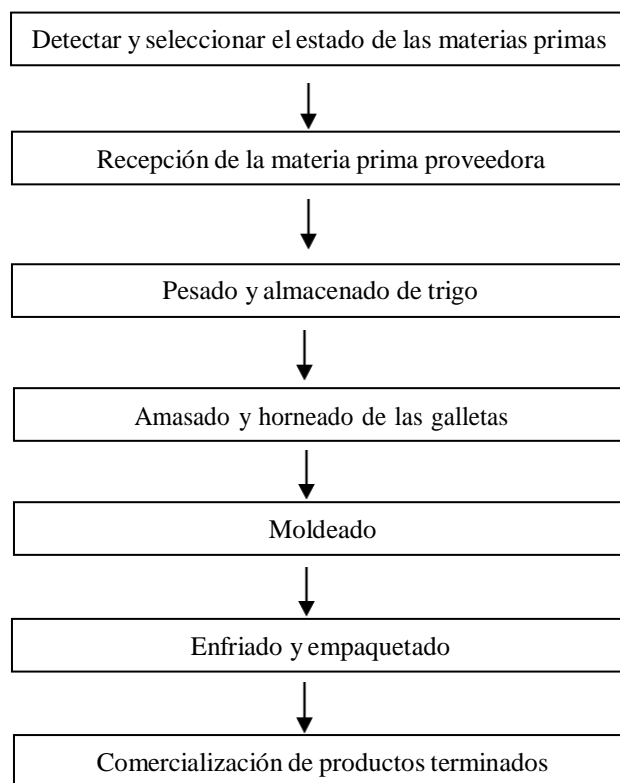 Detectar y seleccionar el estado de las materias primas
Recepción de la materia prima proveedora
Pesado y almacenado de trigo
Amasado y horneado de las galletas
Moldeado
Enfriado y empaquetado
Comercialización de productos terminados